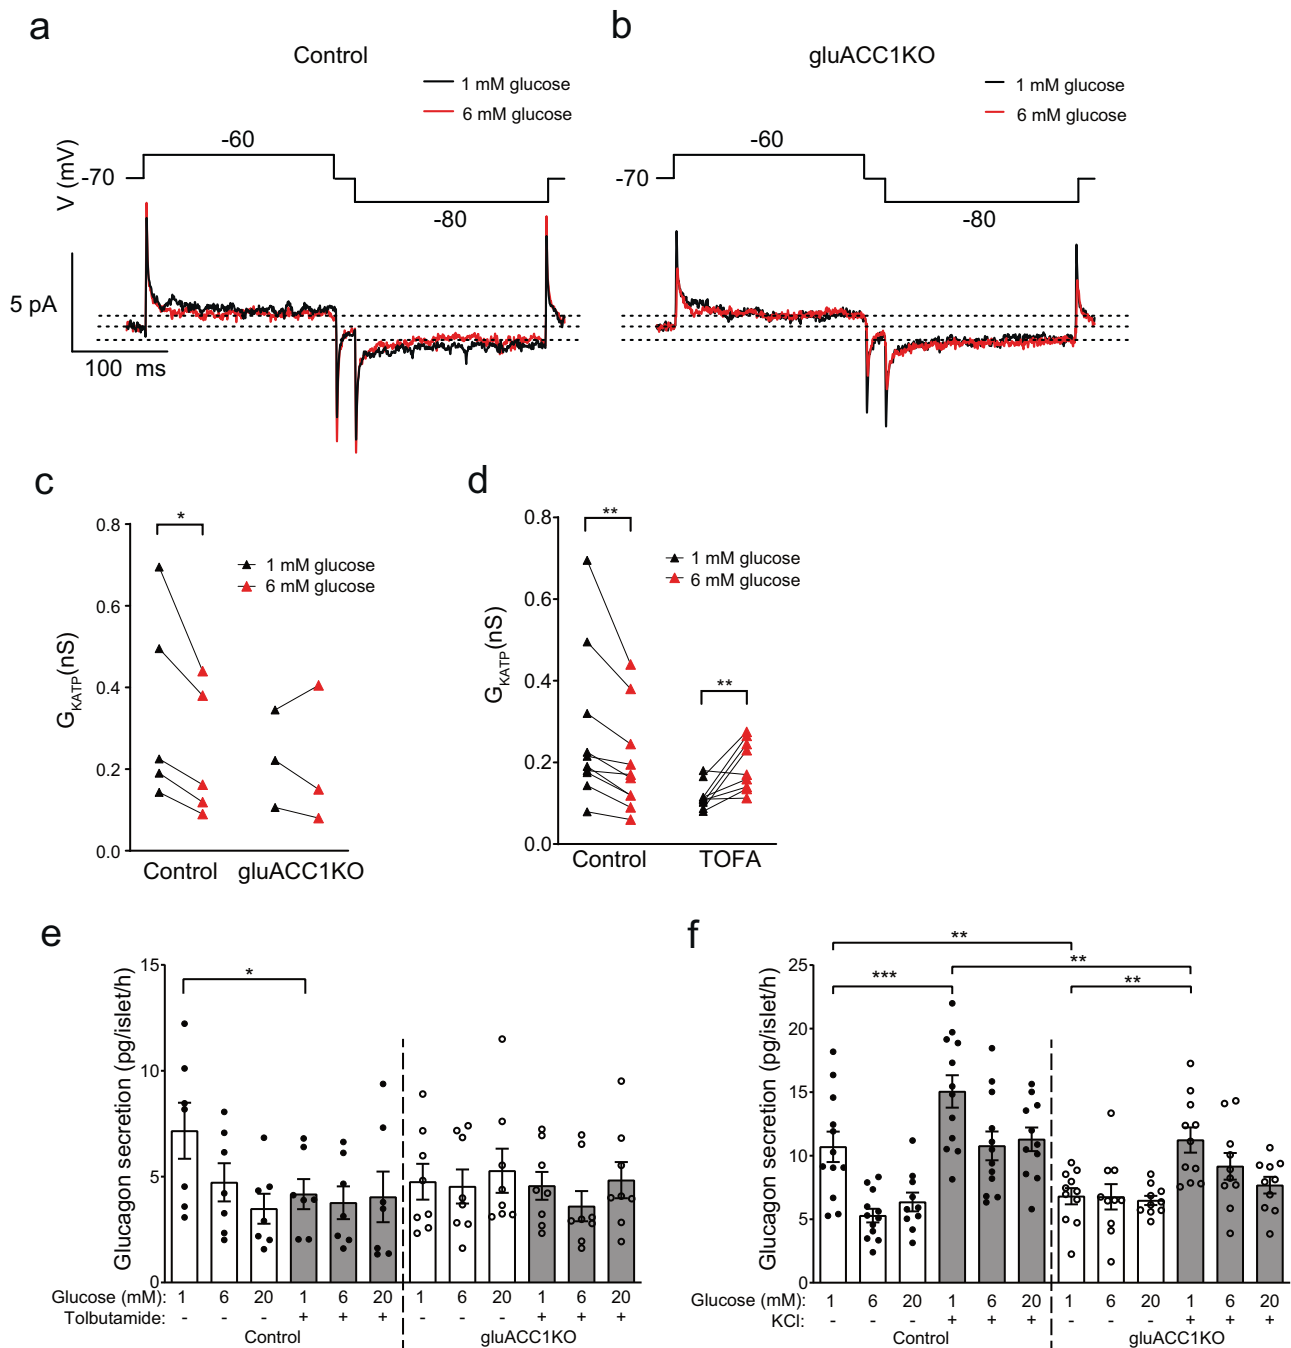 a
b
Control
gluACC1KO
1 mM glucose
6 mM glucose
1 mM glucose
6 mM glucose
V (mV)
-70
-60
-80
-70
-60
-80
5 pA
100 ms
c
d
*
**
**
0.8
0.6
0.4
0.2
0.0
GKATP(nS)
1 mM glucose
6 mM glucose
Control gluACC1KO
0.8
0.6
0.4
0.2
0.0
GKATP(nS)
1 mM glucose
6 mM glucose
Control TOFA
e
f
*
15
10
5
0
Glucagon secretion (pg/islet/h)
Glucose (mM): 1 6 20 1 6 20 1 6 20 1 6 20
Tolbutamide: - - - + + + - - - + + +
Control gluACC1KO
**
**
***
**
25
20
15
10
5
0
Glucagon secretion (pg/islet/h)
Glucose (mM): 1 6 20 1 6 20 1 6 20 1 6 20
KCl: - - - + + + - - - + + +
Control gluACC1KO